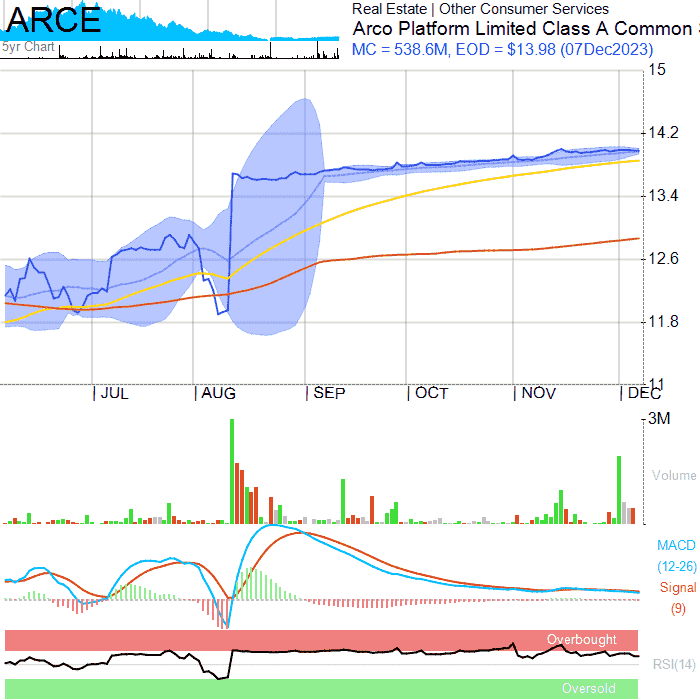 ARCE
5yr Chart
Real Estate | Other Consumer Services
Arco Platform Limited Class A Common
MC = 538.6M, EOD = $13.98 (07Dec2023)
15
14.2
13.4
12.6
11.8
11
JUL AUG SEP OCT NOV DEC
3M
Volume
MACD
(12-26)
Signal
(9)
Overbought
RSI(14)
Oversold